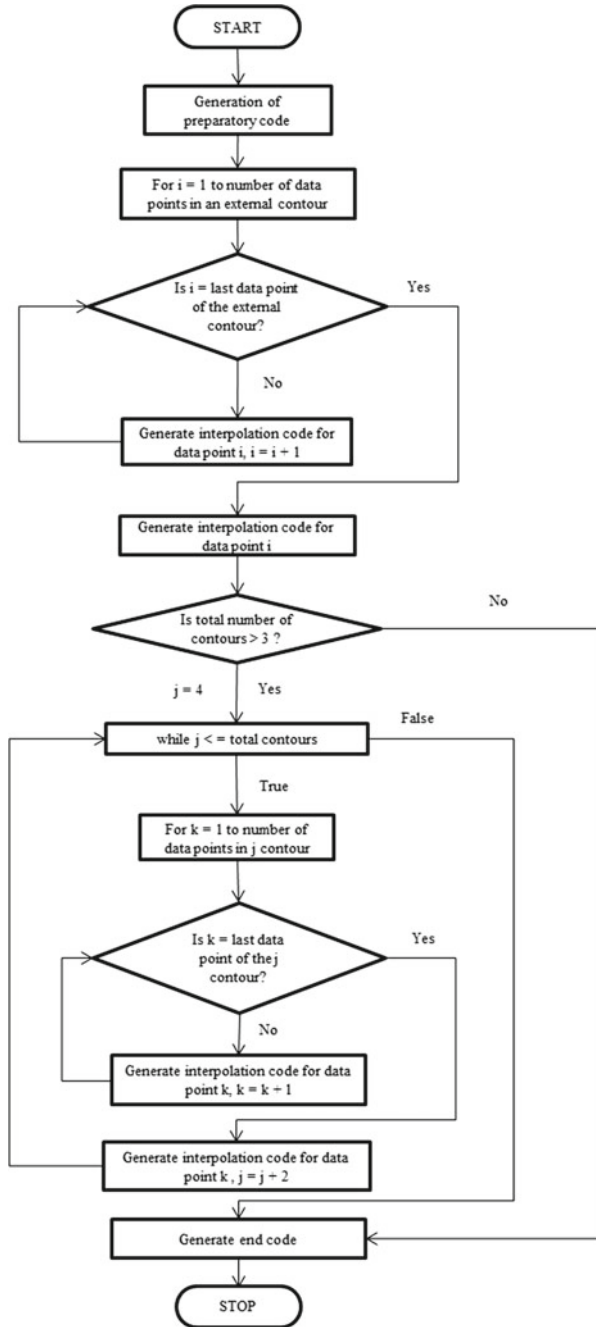 START
Generation of
preparatory code
For i = 1 to number of data
points in an external contour
Is i = last data point
of the external
contour?
Yes
No
Generate interpolation code for
data point i, i = i + 1
Generate interpolation code for
data point i
Is total number of
contours > 3 ?
No
j = 4
Yes
while j < = total contours
False
True
For k = 1 to number of
data points in j contour
Is k = last data
point of the j
contour?
Yes
No
Generate interpolation code for data
point k, k = k + 1
Generate interpolation code for data
point k , j = j + 2
Generate end code
STOP